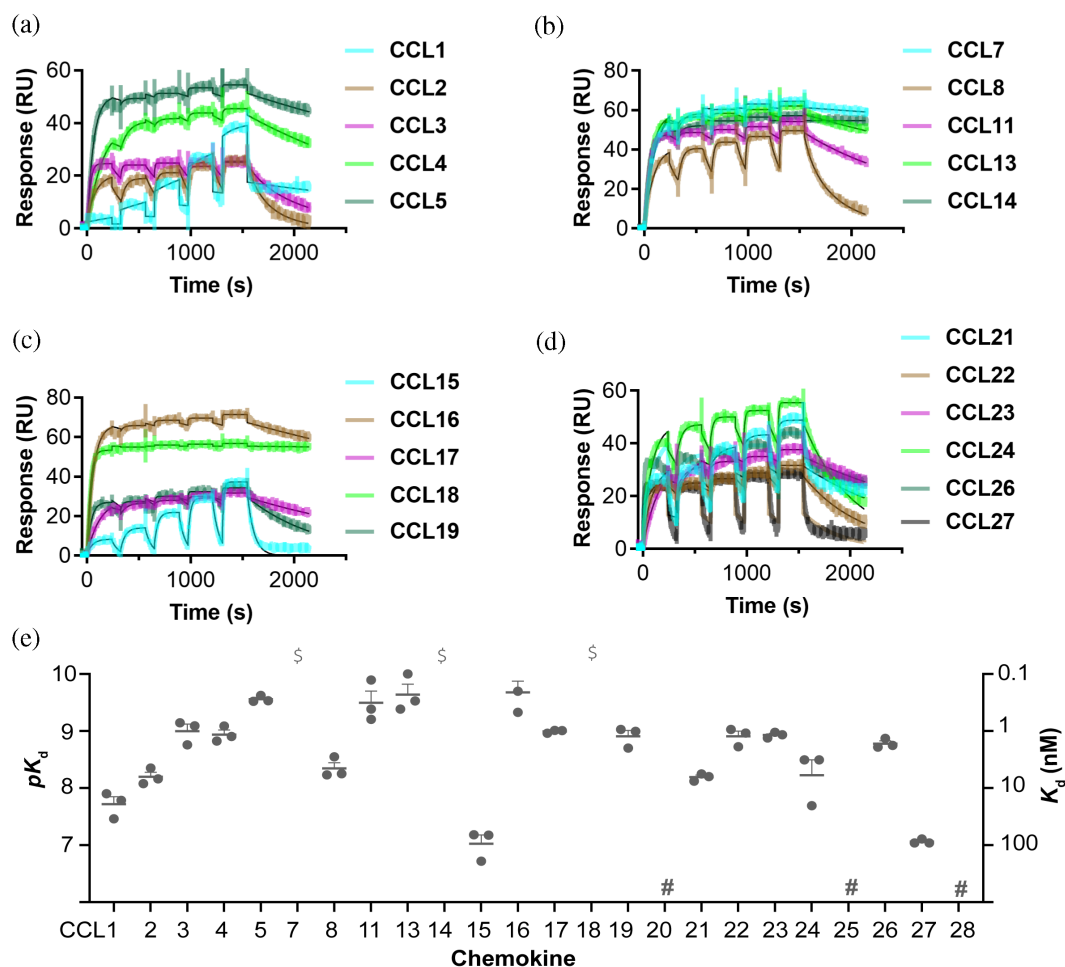 (a)
Response (RU)
60
40
20
0
0 1000 2000
Time (s)
CCL1
CCL2
CCL3
CCL4
CCL5
(b)
Response (RU)
80
60
40
20
0
0 1000 2000
Time (s)
CCL7
CCL8
CCL11
CCL13
CCL14
(c)
Response (RU)
80
60
40
20
0
0 1000 2000
Time (s)
CCL15
CCL16
CCL17
CCL18
CCL19
(d)
Response (RU)
60
40
20
0
0 1000 2000
Time (s)
CCL21
CCL22
CCL23
CCL24
CCL26
CCL27
(e)
$ $ $
pKd
10
9
8
7
0.1
1
10
100
Kd (nM)
# # #
CCL1 2 3 4 5 7 8 11 13 14 15 16 17 18 19 20 21 22 23 24 25 26 27 28
Chemokine